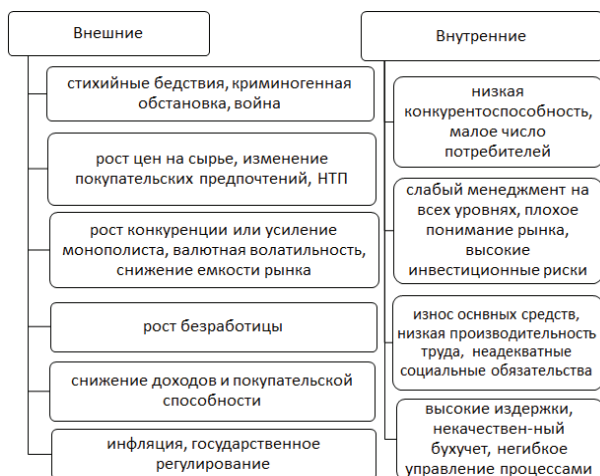 Внешние
стихийные бедствия, криминогенная
обстановка, война
рост цен на сырье, изменение
покупательских предпочтений, НТП
рост конкуренции или усиление
монополиста, валютная волатильность,
снижение емкости рынка
рост безработицы
снижение доходов и покупательской
способности
инфляция, государственное
регулирование
Внутренние
низкая
конкурентоспособность,
малое число
потребителей
слабый менеджмент на
всех уровнях, плохое
понимание рынка,
высокие
инвестиционные риски
износ оснвных средств,
низкая производительность
труда, неадекватные
социальные обязательства
высокие издержки,
некачествен-ный
бухучет, негибкое
управление процессами